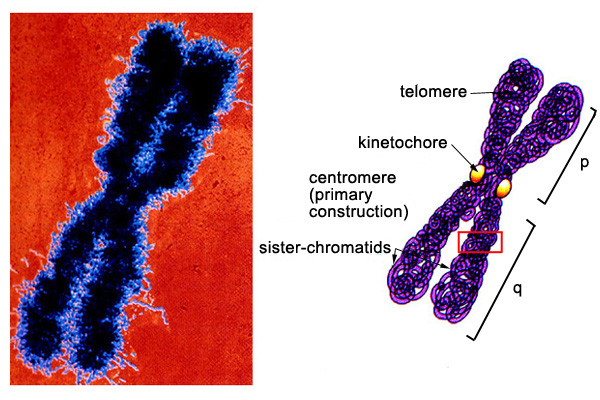 telomere
kinetochore
centromere
(primary
construction)
sister-chromatids
p
q